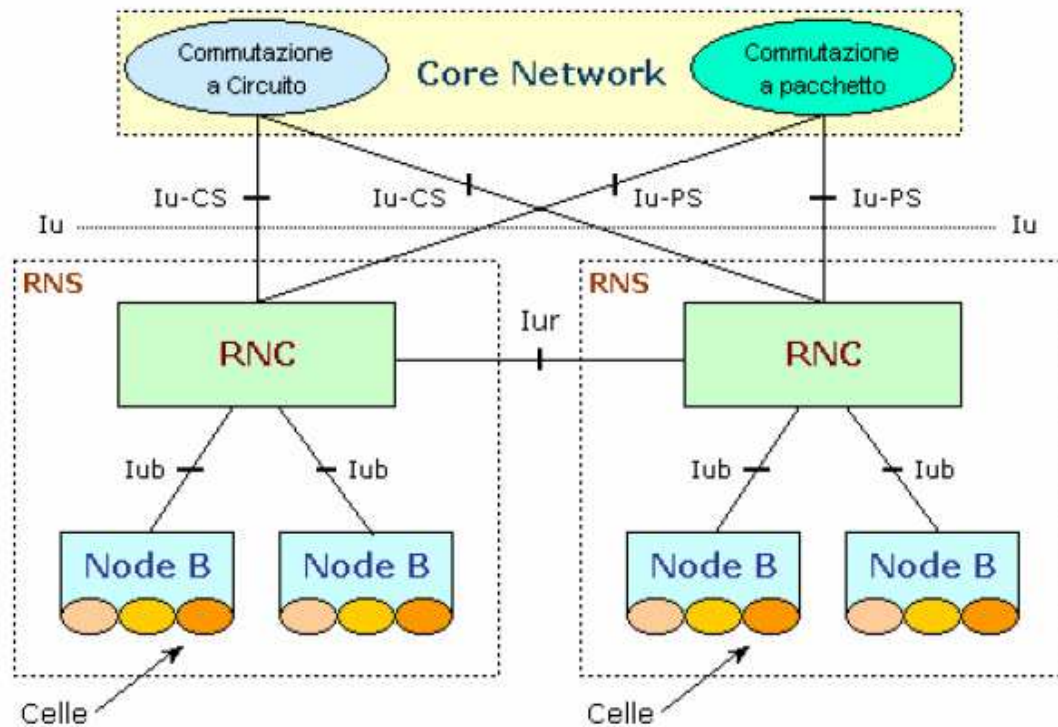 Commutazione
a Circuito
Core Network
Commutazione
a pacchetto
Iu-CS
Iu-CS
Iu-PS
Iu-PS
Iu
Iu
RNS
RNS
RNC
Iur
RNC
Iub
Iub
Iub
Iub
Node B
Node B
Node B
Node B
Celle
Celle